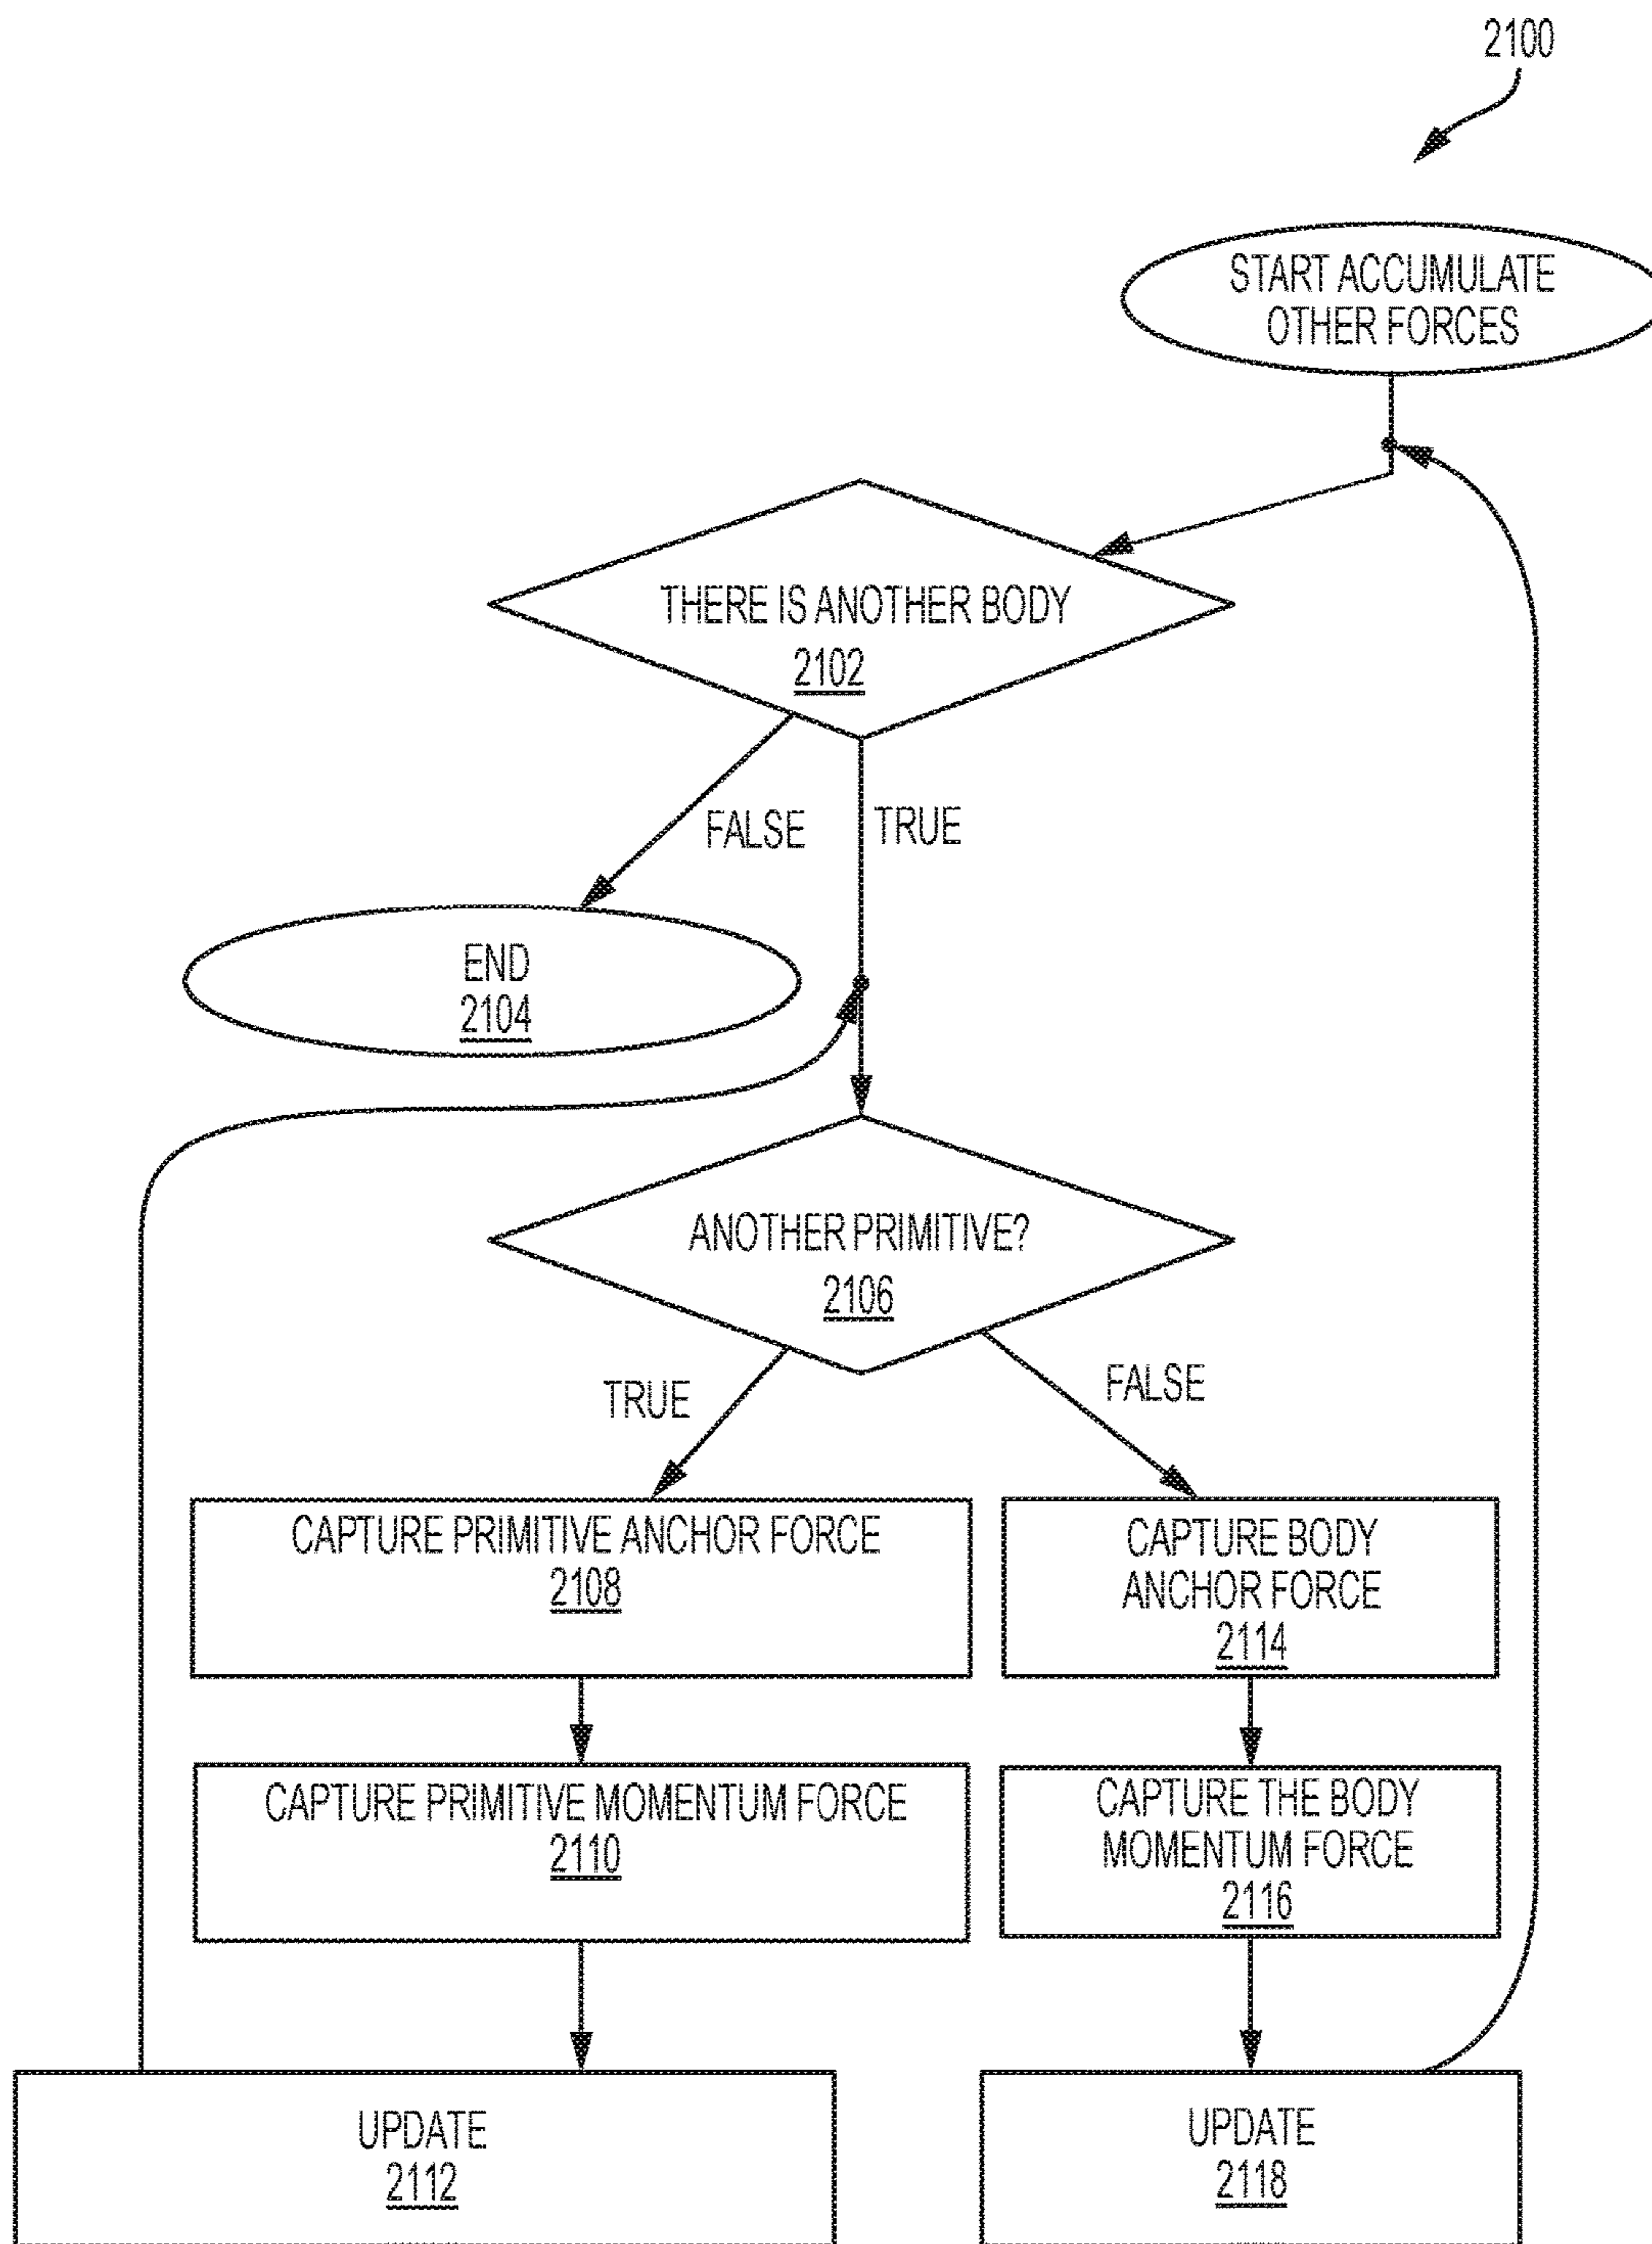 2100
START ACCUMULATE
OTHER FORCES
THERE IS ANOTHER BODY
2102
FALSE
TRUE
END
2104
ANOTHER PRIMITIVE?
2106
TRUE
FALSE
CAPTURE PRIMITIVE ANCHOR FORCE
2108
CAPTURE BODY
ANCHOR FORCE
2114
CAPTURE PRIMITIVE MOMENTUM FORCE
2110
CAPTURE THE BODY
MOMENTUM FORCE
2116
UPDATE
2112
UPDATE
2118